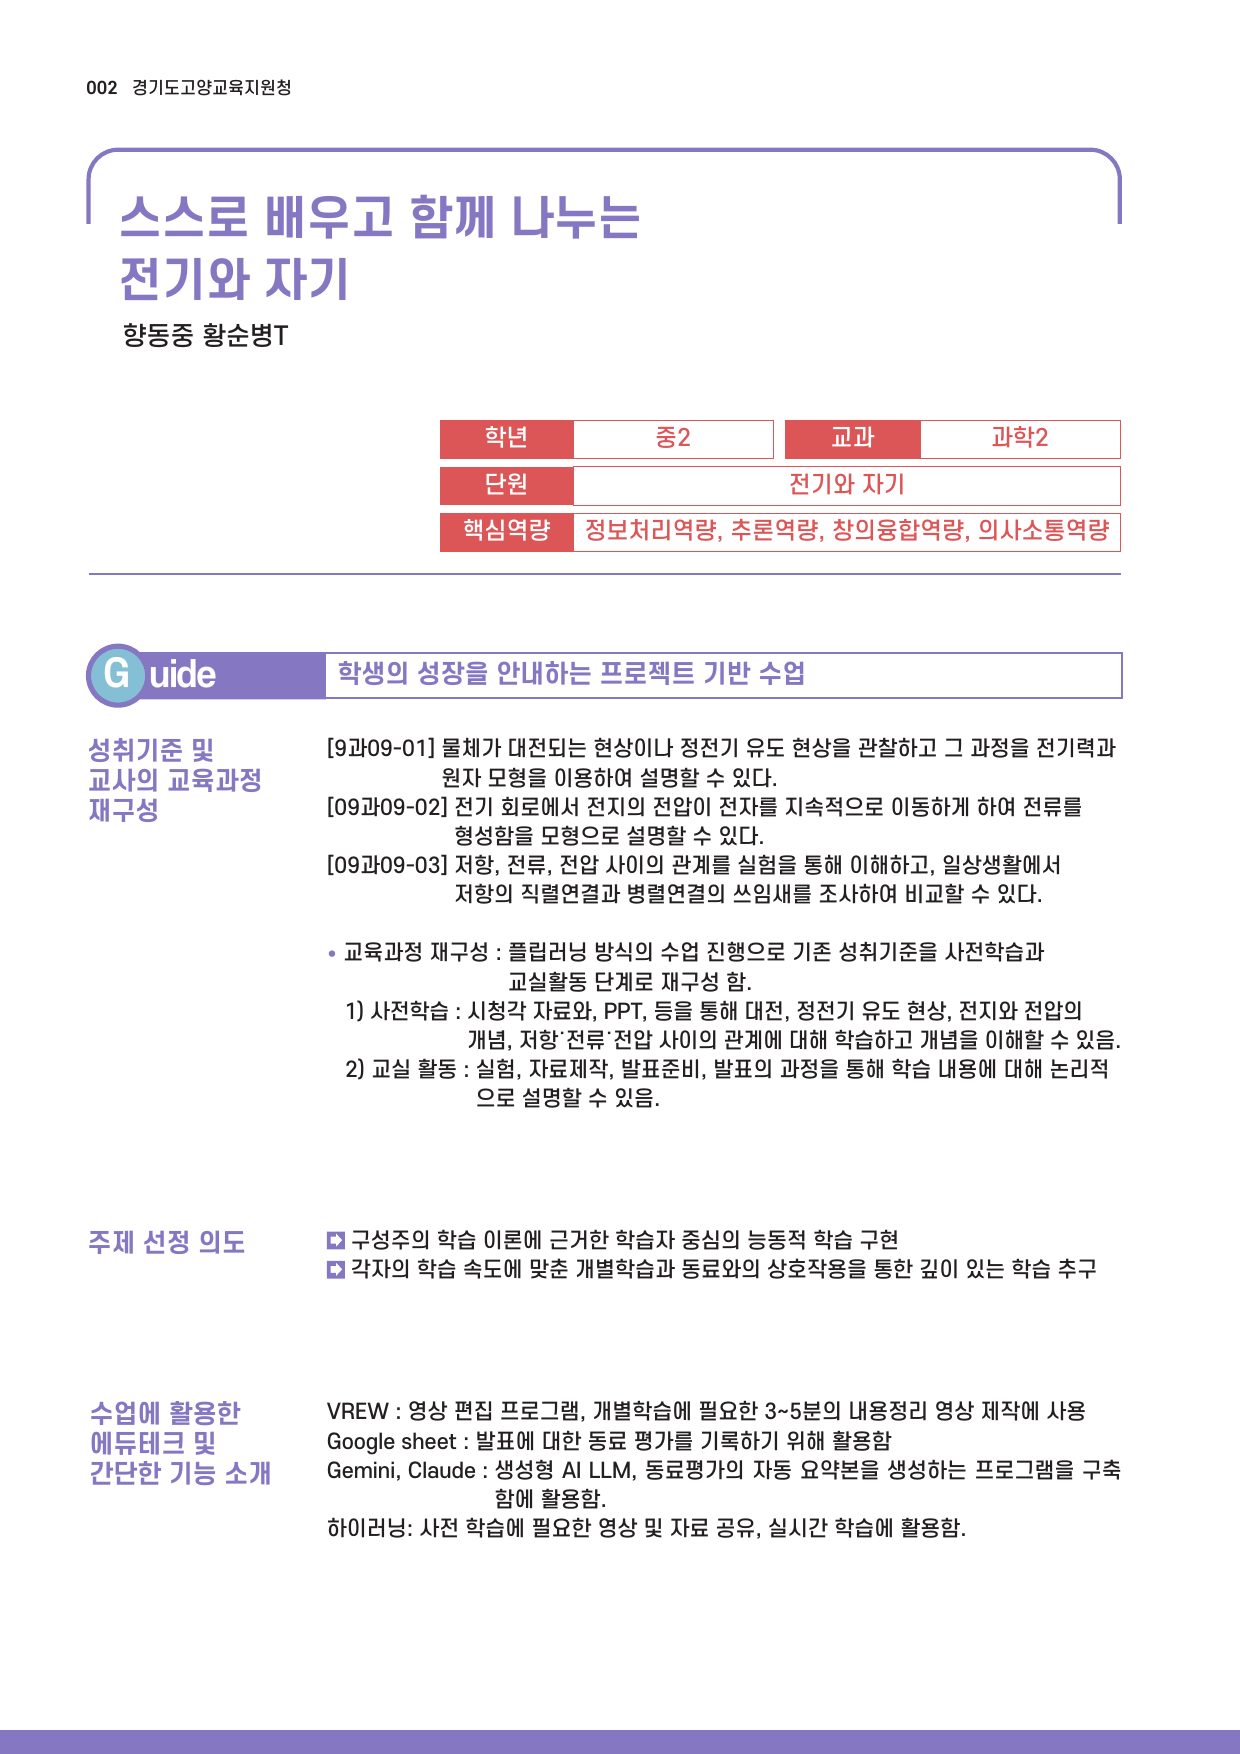 002 경기도고양교육지원청
스스로 배우고 함께 나누는
전기와 자기
향동중 황순병T
학년 중2 교과 과학2
단원 전기와 자기
핵심역량 정보처리역량, 추론역량, 창의융합역량, 의사소통역량
Guide 학생의 성장을 안내하는 프로젝트 기반 수업
성취기준 및
교사의 교육과정
재구성
[9과09-01] 물체가 대전되는 현상이나 정전기 유도 현상을 관찰하고 그 과정을 전기력과
원자 모형을 이용하여 설명할 수 있다.
[09과09-02] 전기 회로에서 전지의 전압이 전자를 지속적으로 이동하게 하여 전류를
형성함을 모형으로 설명할 수 있다.
[09과09-03] 저항, 전류, 전압 사이의 관계를 실험을 통해 이해하고, 일상생활에서
저항의 직렬연결과 병렬연결의 쓰임새를 조사하여 비교할 수 있다.
• 교육과정 재구성 : 플립러닝 방식의 수업 진행으로 기존 성취기준을 사전학습과
교실활동 단계로 재구성 함.
1) 사전학습 : 시청각 자료와, PPT, 등을 통해 대전, 정전기 유도 현상, 전지와 전압의
개념, 저항˙전류˙전압 사이의 관계에 대해 학습하고 개념을 이해할 수 있음.
2) 교실 활동 : 실험, 자료제작, 발표준비, 발표의 과정을 통해 학습 내용에 대해 논리적
으로 설명할 수 있음.
주제 선정 의도
구성주의 학습 이론에 근거한 학습자 중심의 능동적 학습 구현
각자의 학습 속도에 맞춘 개별학습과 동료와의 상호작용을 통한 깊이 있는 학습 추구
수업에 활용한
에듀테크 및
간단한 기능 소개
VREW : 영상 편집 프로그램, 개별학습에 필요한 3~5분의 내용정리 영상 제작에 사용
Google sheet : 발표에 대한 동료 평가를 기록하기 위해 활용함
Gemini, Claude : 생성형 AI LLM, 동료평가의 자동 요약본을 생성하는 프로그램을 구축
함에 활용함.
하이러닝: 사전 학습에 필요한 영상 및 자료 공유, 실시간 학습에 활용함.